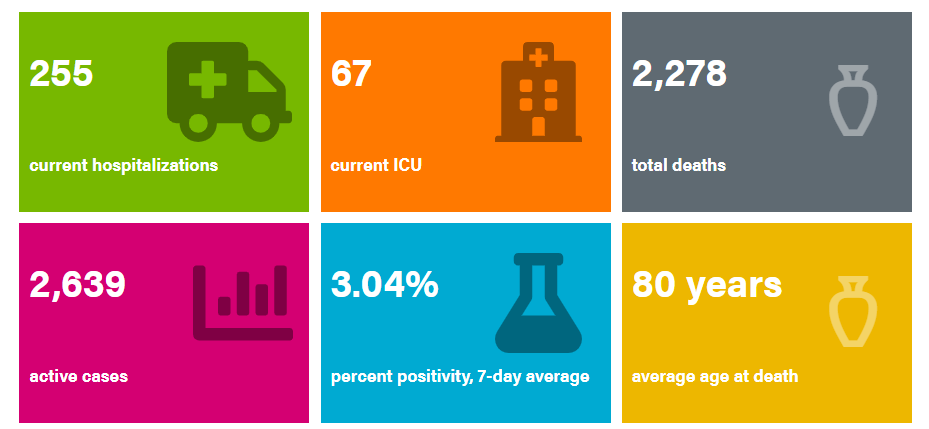 255
current hospitalizations
67
current ICU
2,278
total deaths
2,639
active cases
3.04%
percent positivity, 7-day average
80 years
average age at death